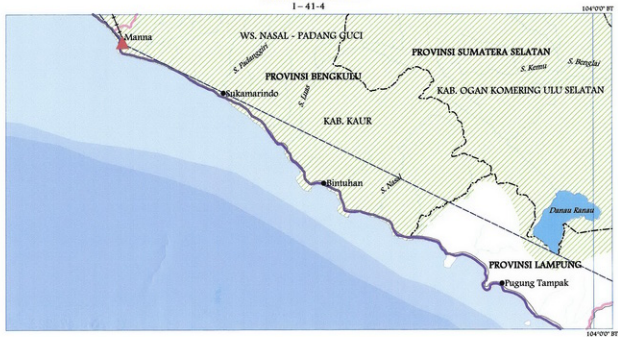 I - 41-4
104°0'0" BT
Manna
WS. NASAL - PADANG GUCI
S. Padangguci
PROVINSI SUMATERA SELATAN
S. Kemu
S. Benglai
PROVINSI BENGKULU
S. Luas
Sukamarindo
KAB. OGAN KOMERING ULU SELATAN
KAB. KAUR
Bintuhan
S. Nasal
Danau Ranau
PROVINSI LAMPUNG
Pugung Tampak
104°0'0" BT